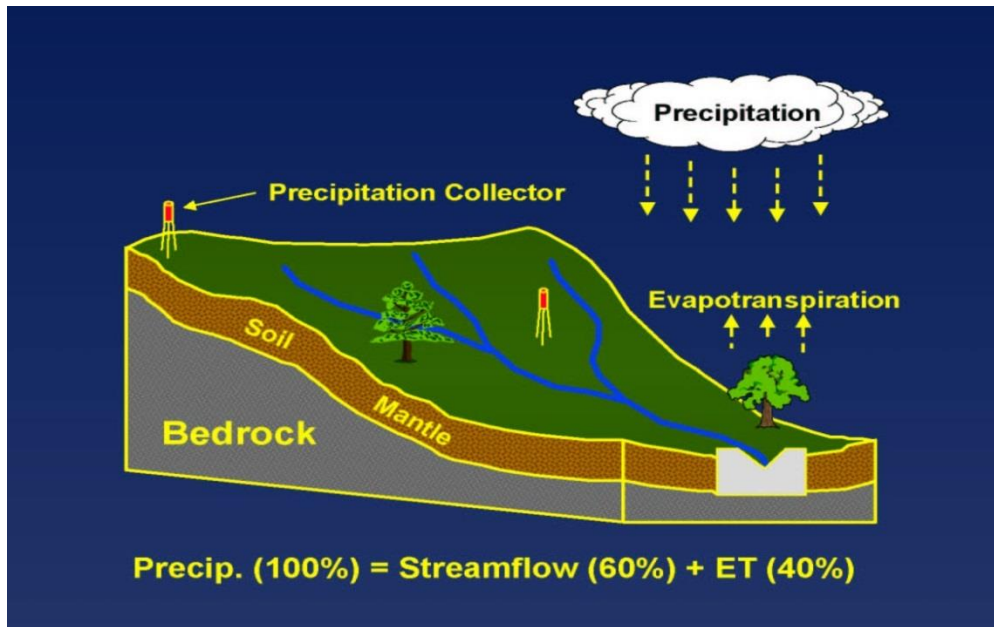 Precipitation
Precipitation Collector
Evapotranspiration
Soil
Mantle
Bedrock
Precip. (100%) = Streamflow (60%) + ET (40%)